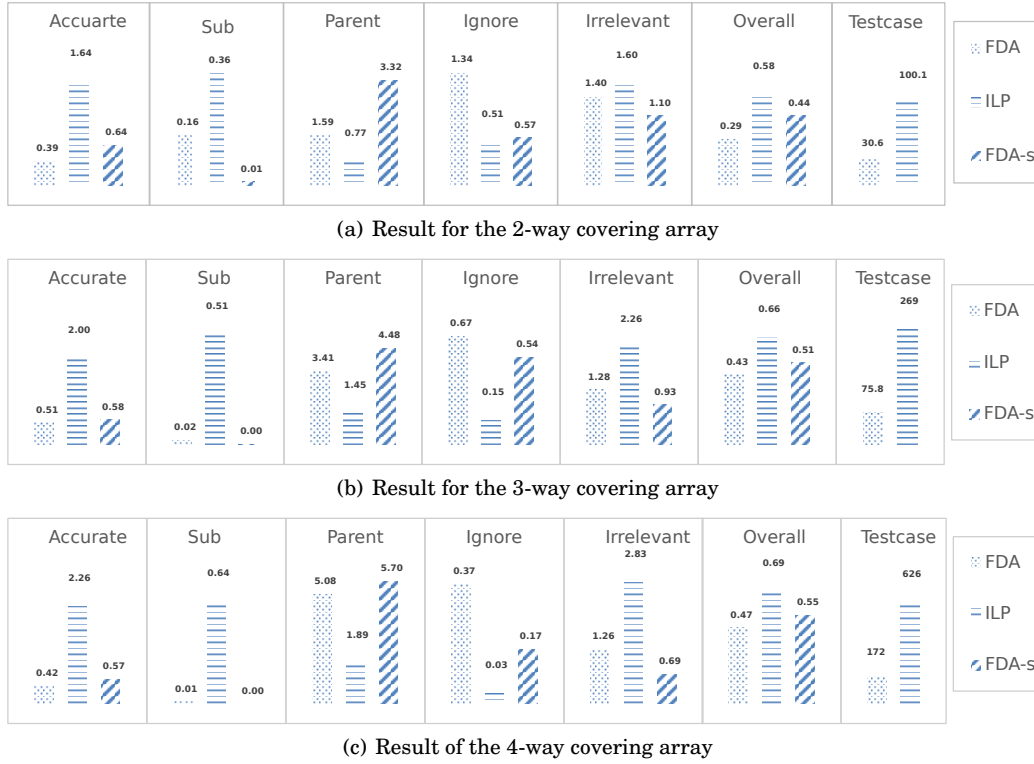 Accuarte Sub Parent Ignore Irrelevant Overall Testcase
0.39 1.64 0.64
0.16 0.36 0.01
1.59 0.77 3.32
1.34 0.51 0.57
1.40 1.60 1.10
0.29 0.58 0.44
30.6 100.1
FDA
ILP
FDA-s
(a) Result for the 2-way covering array
Accurate Sub Parent Ignore Irrelevant Overall Testcase
0.51 2.00 0.58
0.02 0.51 0.00
3.41 1.45 4.48
0.67 0.15 0.54
1.28 2.26 0.93
0.43 0.66 0.51
75.8 269
FDA
ILP
FDA-s
(b) Result for the 3-way covering array
Accurate Sub Parent Ignore Irrelevant Overall Testcase
0.42 2.26 0.57
0.01 0.64 0.00
5.08 1.89 5.70
0.37 0.03 0.17
1.26 2.83 0.69
0.47 0.69 0.55
172 626
FDA
ILP
FDA-s
(c) Result of the 4-way covering array